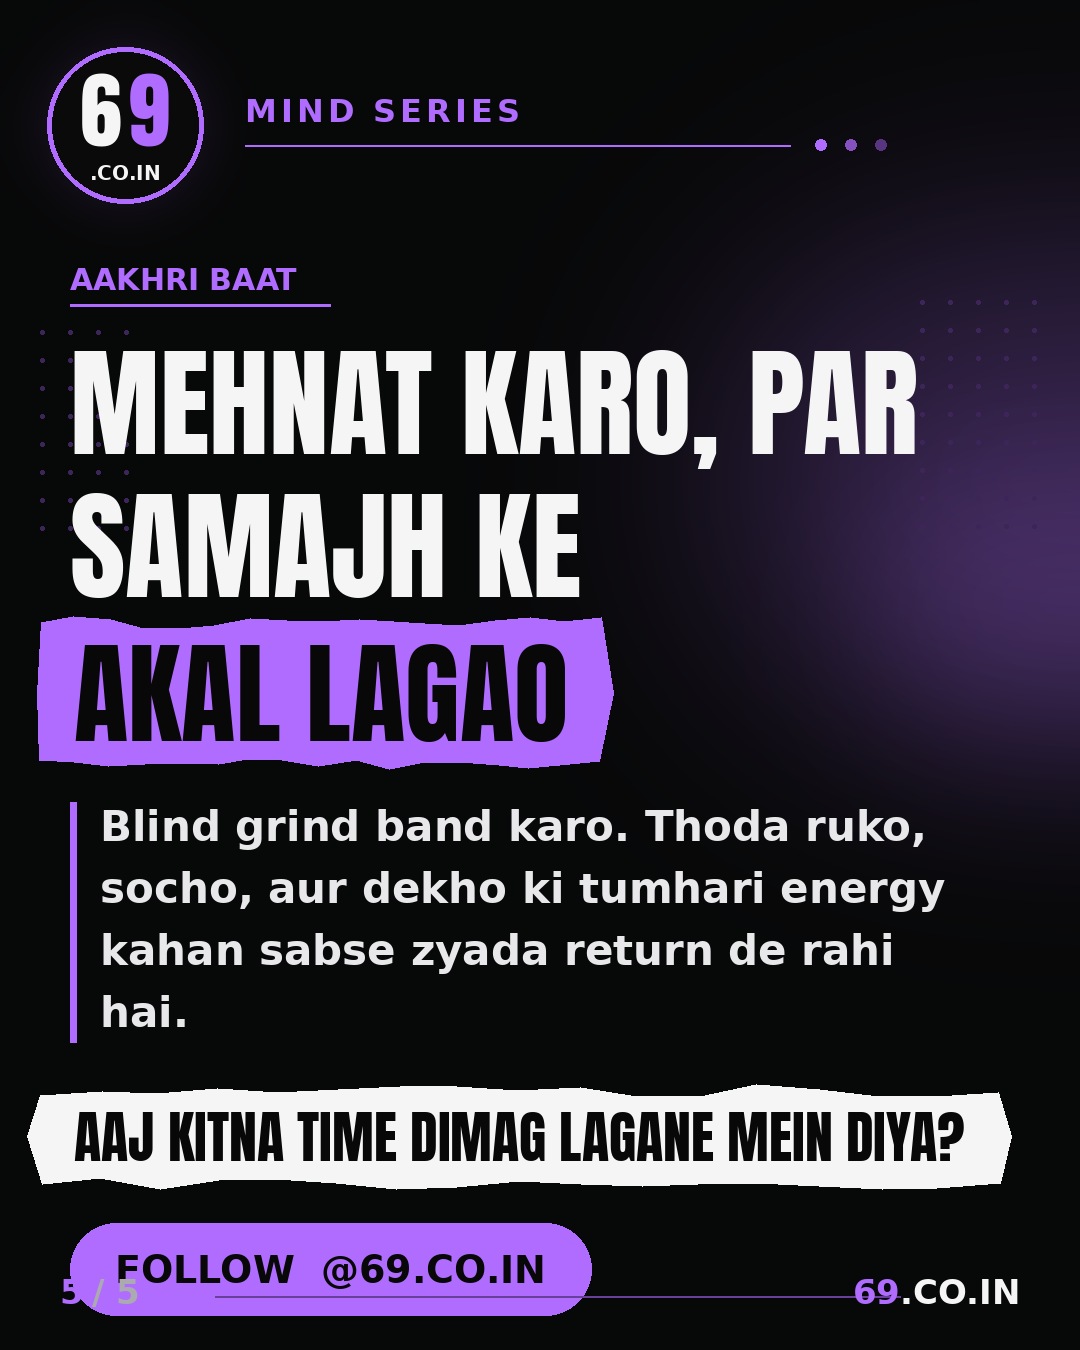 69
.CO.IN
MIND SERIES
AAKHRI BAAT
MEHNAT KARO, PAR
SAMAJH KE
AKAL LAGAO
Blind grind band karo. Thoda ruko,
socho, aur dekho ki tumhari energy
kahan sabse zyada return de rahi
hai.
AAJ KITNA TIME DIMAG LAGANE MEIN DIYA?
FOLLOW @69.CO.IN
5 / 5
69.CO.IN